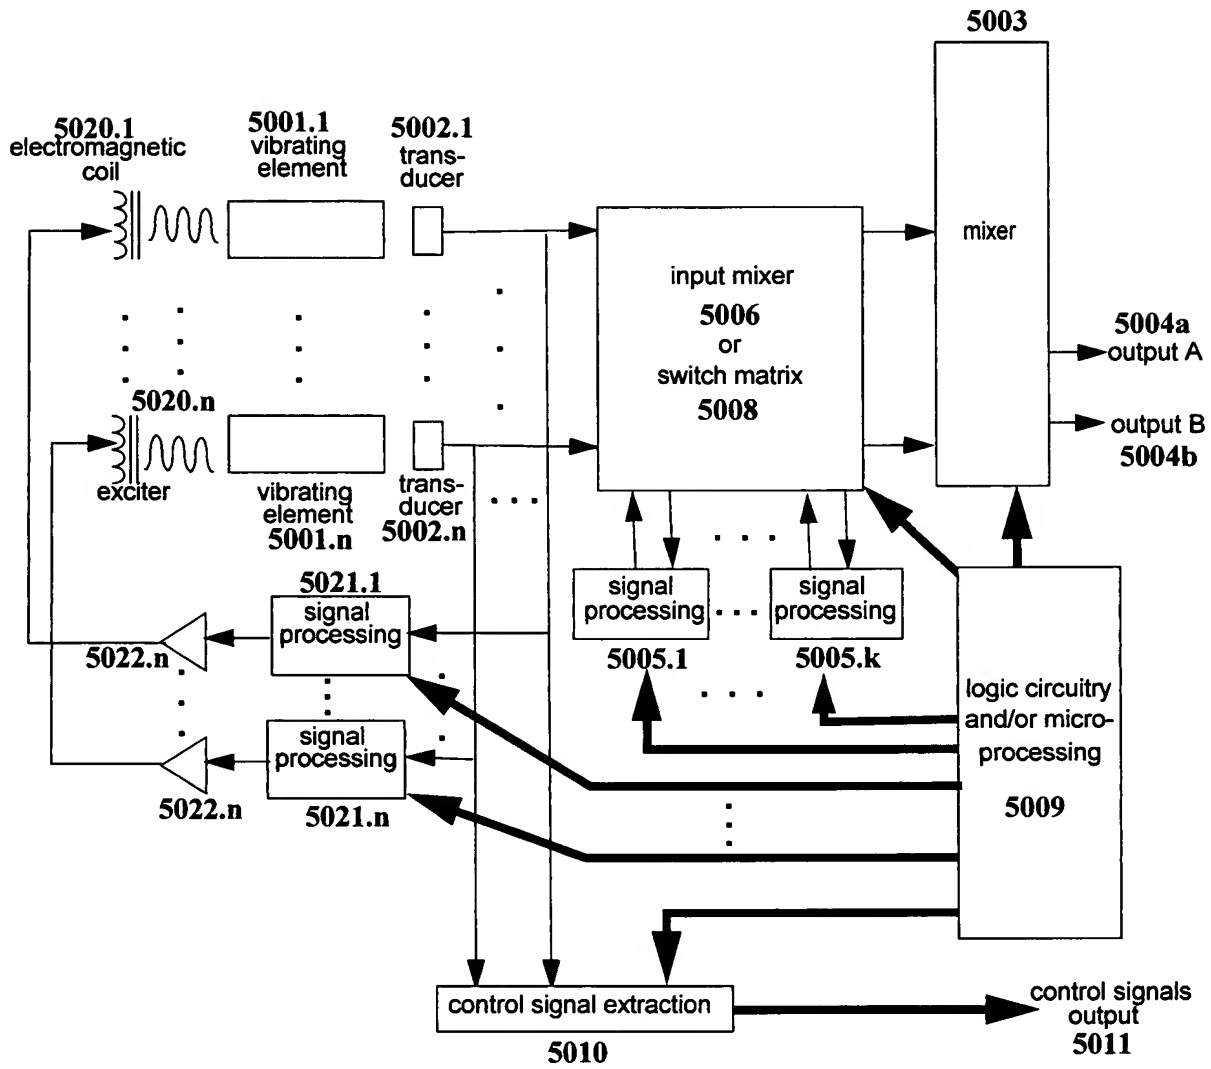 5003
5020.1
electromagnetic
coil
5001.1
vibrating
element
5002.1
trans-
ducer
mixer
input mixer
5006
or
switch matrix
5008
5004a
output A
output B
5004b
5020.n
exciter
vibrating
element
5001.n
trans-
ducer
5002.n
5021.1
signal
processing
5022.n
signal
processing
5021.n
5022.n
signal
processing
5005.1
signal
processing
5005.k
logic circuitry
and/or micro-
processing
5009
control signal extraction
5010
control signals
output
5011